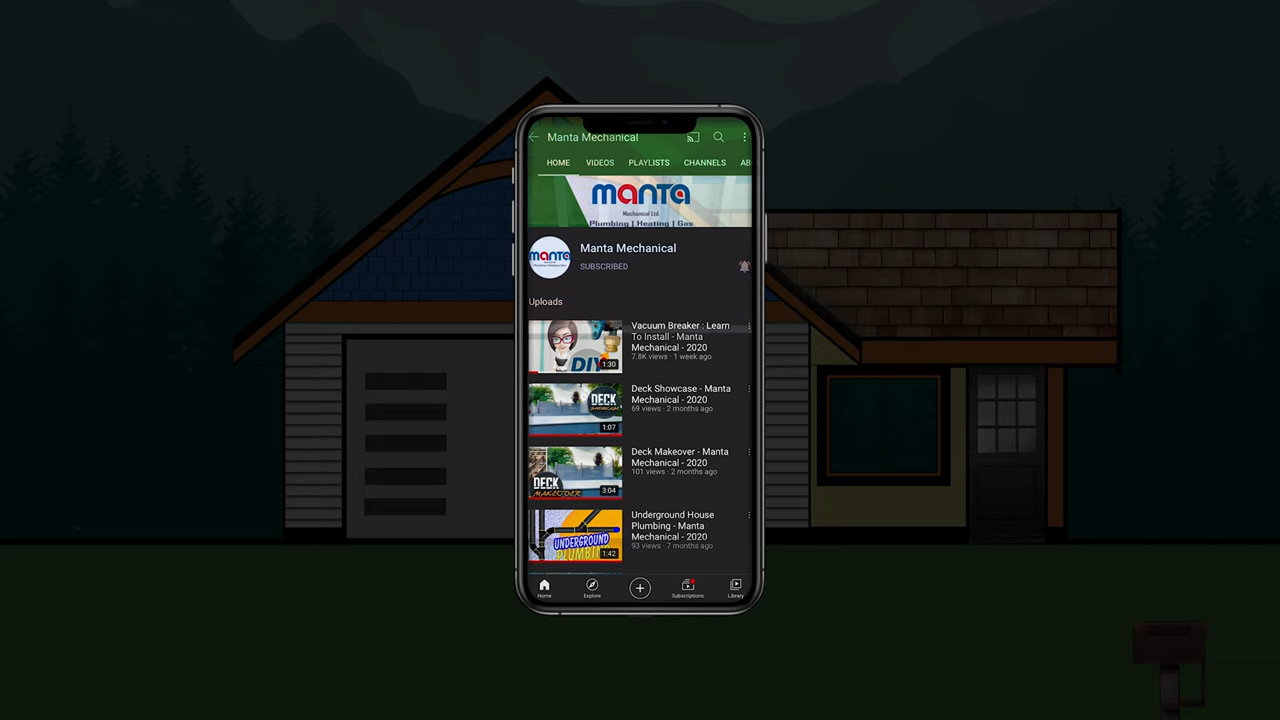 Manta Mechanical
HOME VIDEOS PLAYLISTS CHANNELS AB
manta
Mechanical Ltd.
Plumbing | Heating | Gas
manta
Manta Mechanical
SUBSCRIBED
Uploads
DIY
1:30
Vacuum Breaker : Learn
To Install - Manta
Mechanical - 2020
7.8K views · 1 week ago
DECK
SHOWCASE
1:07
Deck Showcase - Manta
Mechanical - 2020
69 views · 2 months ago
DECK
MAKEOVER
3:04
Deck Makeover - Manta
Mechanical - 2020
101 views · 2 months ago
UNDERGROUND
PLUMBING
1:42
Underground House
Plumbing - Manta
Mechanical - 2020
93 views · 7 months ago
Home Explore Subscriptions Library